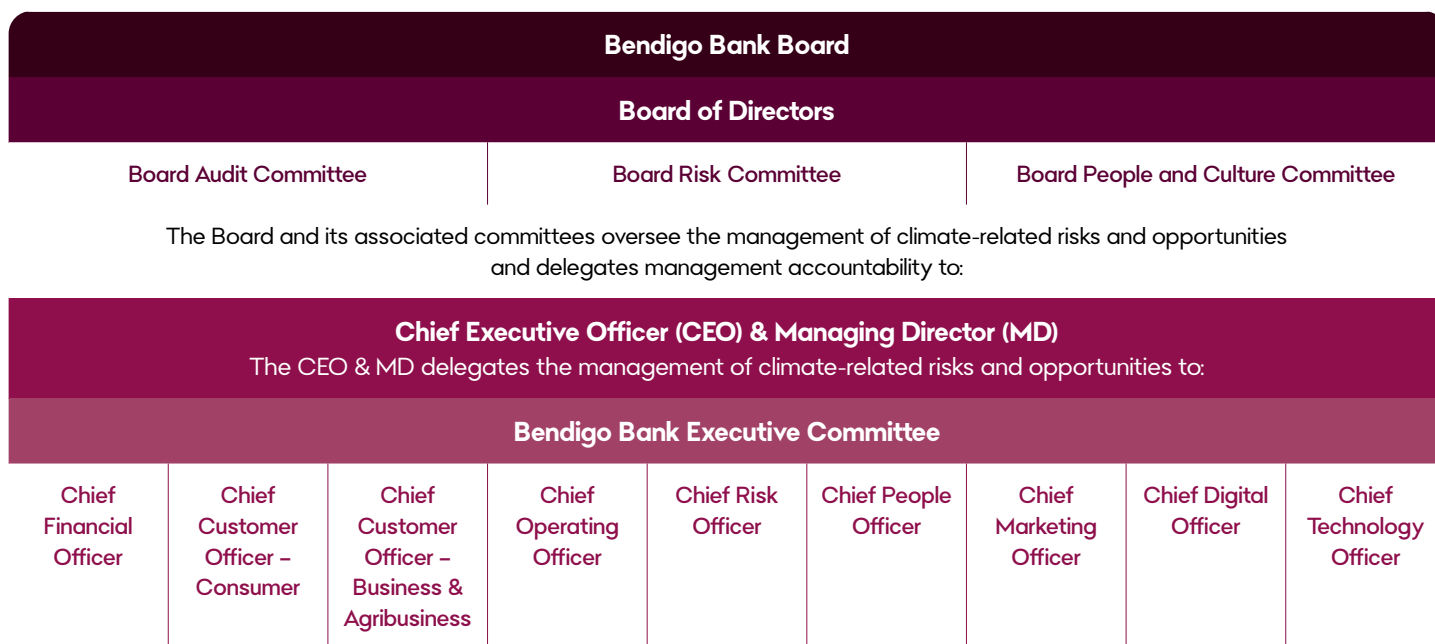 Bendigo Bank Board
Board of Directors
Board Audit Committee
Board Risk Committee
Board People and Culture Committee
The Board and its associated committees oversee the management of climate-related risks and opportunities
and delegates management accountability to:
Chief Executive Officer (CEO) & Managing Director (MD)
The CEO & MD delegates the management of climate-related risks and opportunities to:
Bendigo Bank Executive Committee
Chief
Financial
Officer
Chief
Customer
Officer –
Consumer
Chief
Customer
Officer –
Business &
Agribusiness
Chief
Operating
Officer
Chief Risk
Officer
Chief People
Officer
Chief
Marketing
Officer
Chief Digital
Officer
Chief
Technology
Officer